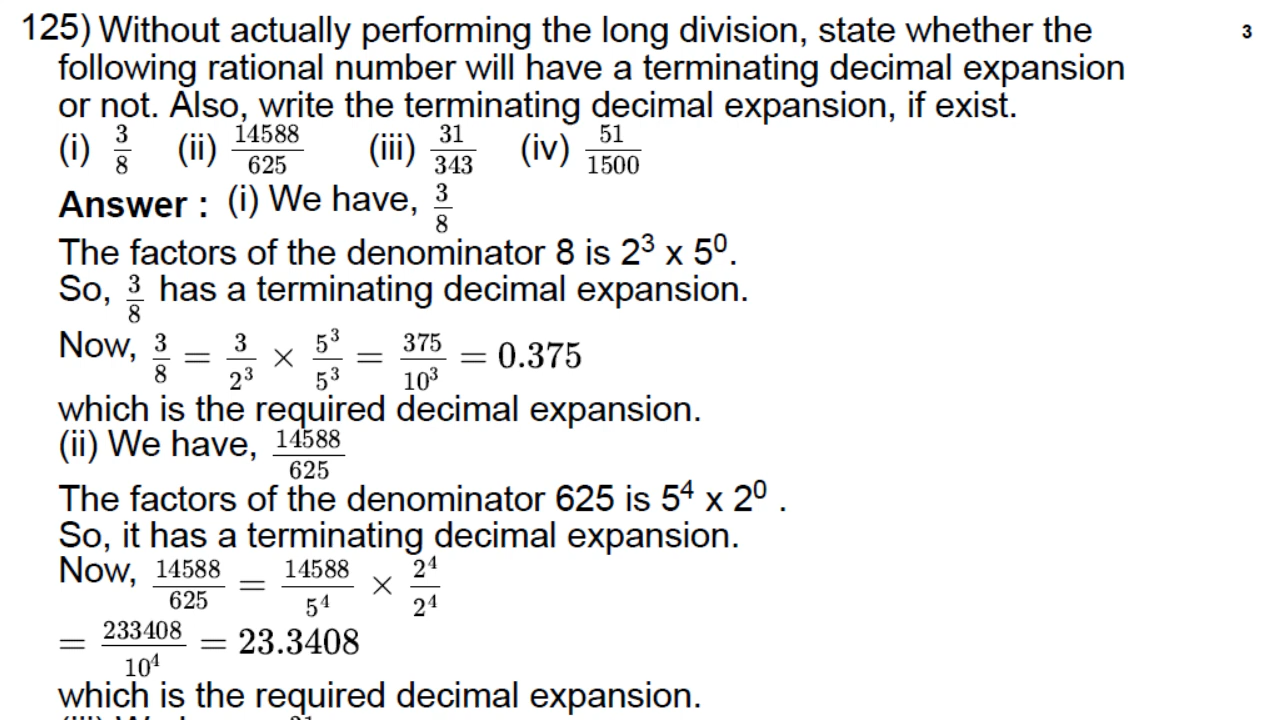 125) Without actually performing the long division, state whether the 3
following rational number will have a terminating decimal expansion
or not. Also, write the terminating decimal expansion, if exist.
(i) 3/8 (ii) 14588/625 (iii) 31/343 (iv) 51/1500
Answer : (i) We have, 3/8
The factors of the denominator 8 is 2³ x 5⁰.
So, 3/8 has a terminating decimal expansion.
Now, 3/8 = 3/2³ × 5³/5³ = 375/10³ = 0.375
which is the required decimal expansion.
(ii) We have, 14588/625
The factors of the denominator 625 is 5⁴ x 2⁰ .
So, it has a terminating decimal expansion.
Now, 14588/625 = 14588/5⁴ × 2⁴/2⁴
= 233408/10⁴ = 23.3408
which is the required decimal expansion.